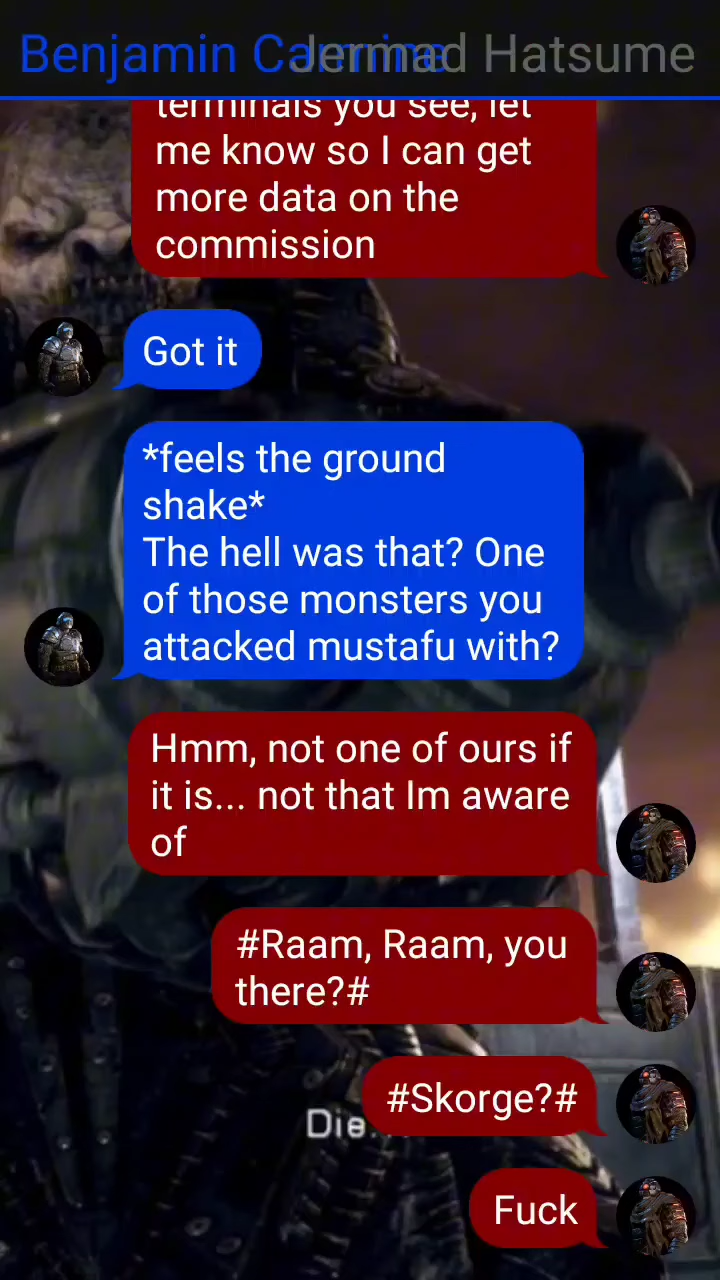 Benjamin Carmine
Jermad Hatsume
terminals you see, let
me know so I can get
more data on the
commission
Got it
*feels the ground
shake*
The hell was that? One
of those monsters you
attacked mustafu with?
Hmm, not one of ours if
it is... not that Im aware
of
#Raam, Raam, you
there?#
#Skorge?#
Die...
Fuck